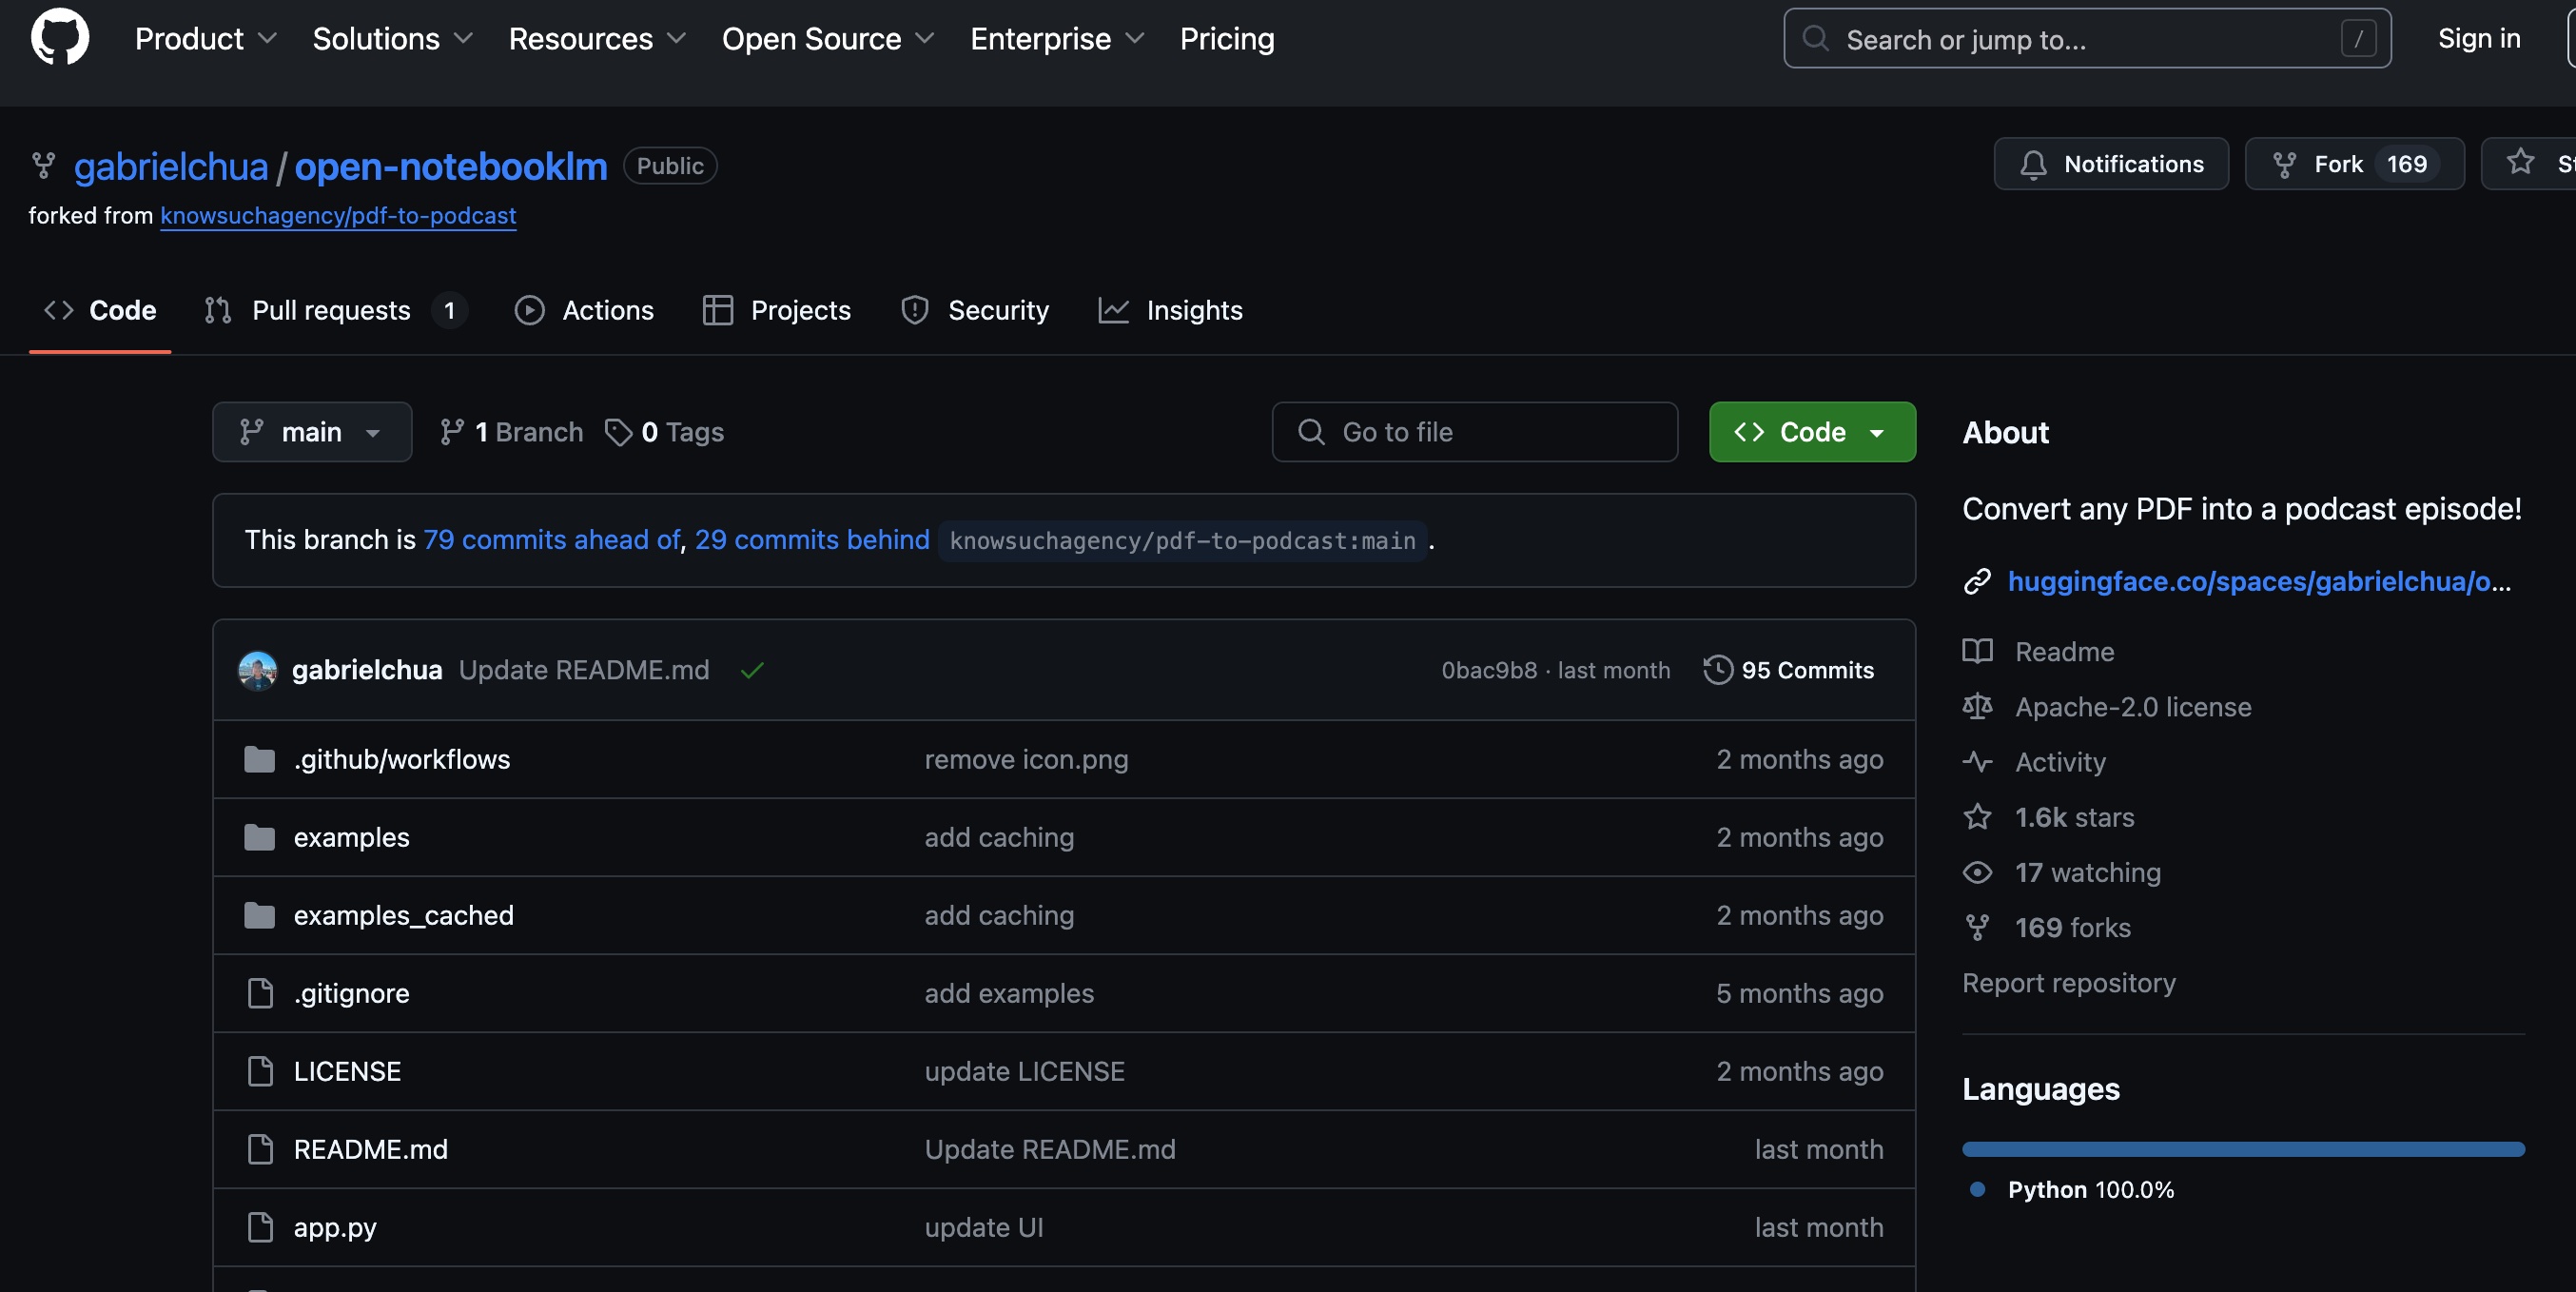 Product Solutions Resources Open Source Enterprise Pricing Search or jump to... / Sign in
gabrielchua / open-notebooklm Public Notifications Fork 169
forked from knowsuchagency/pdf-to-podcast
Code Pull requests 1 Actions Projects Security Insights
main 1 Branch 0 Tags Go to file Code
This branch is 79 commits ahead of, 29 commits behind knowsuchagency/pdf-to-podcast:main .
gabrielchua Update README.md 0bac9b8 · last month 95 Commits
.github/workflows remove icon.png 2 months ago
examples add caching 2 months ago
examples_cached add caching 2 months ago
.gitignore add examples 5 months ago
LICENSE update LICENSE 2 months ago
README.md Update README.md last month
app.py update UI last month
About
Convert any PDF into a podcast episode!
huggingface.co/spaces/gabrielchua/o...
Readme
Apache-2.0 license
Activity
1.6k stars
17 watching
169 forks
Report repository
Languages
Python 100.0%